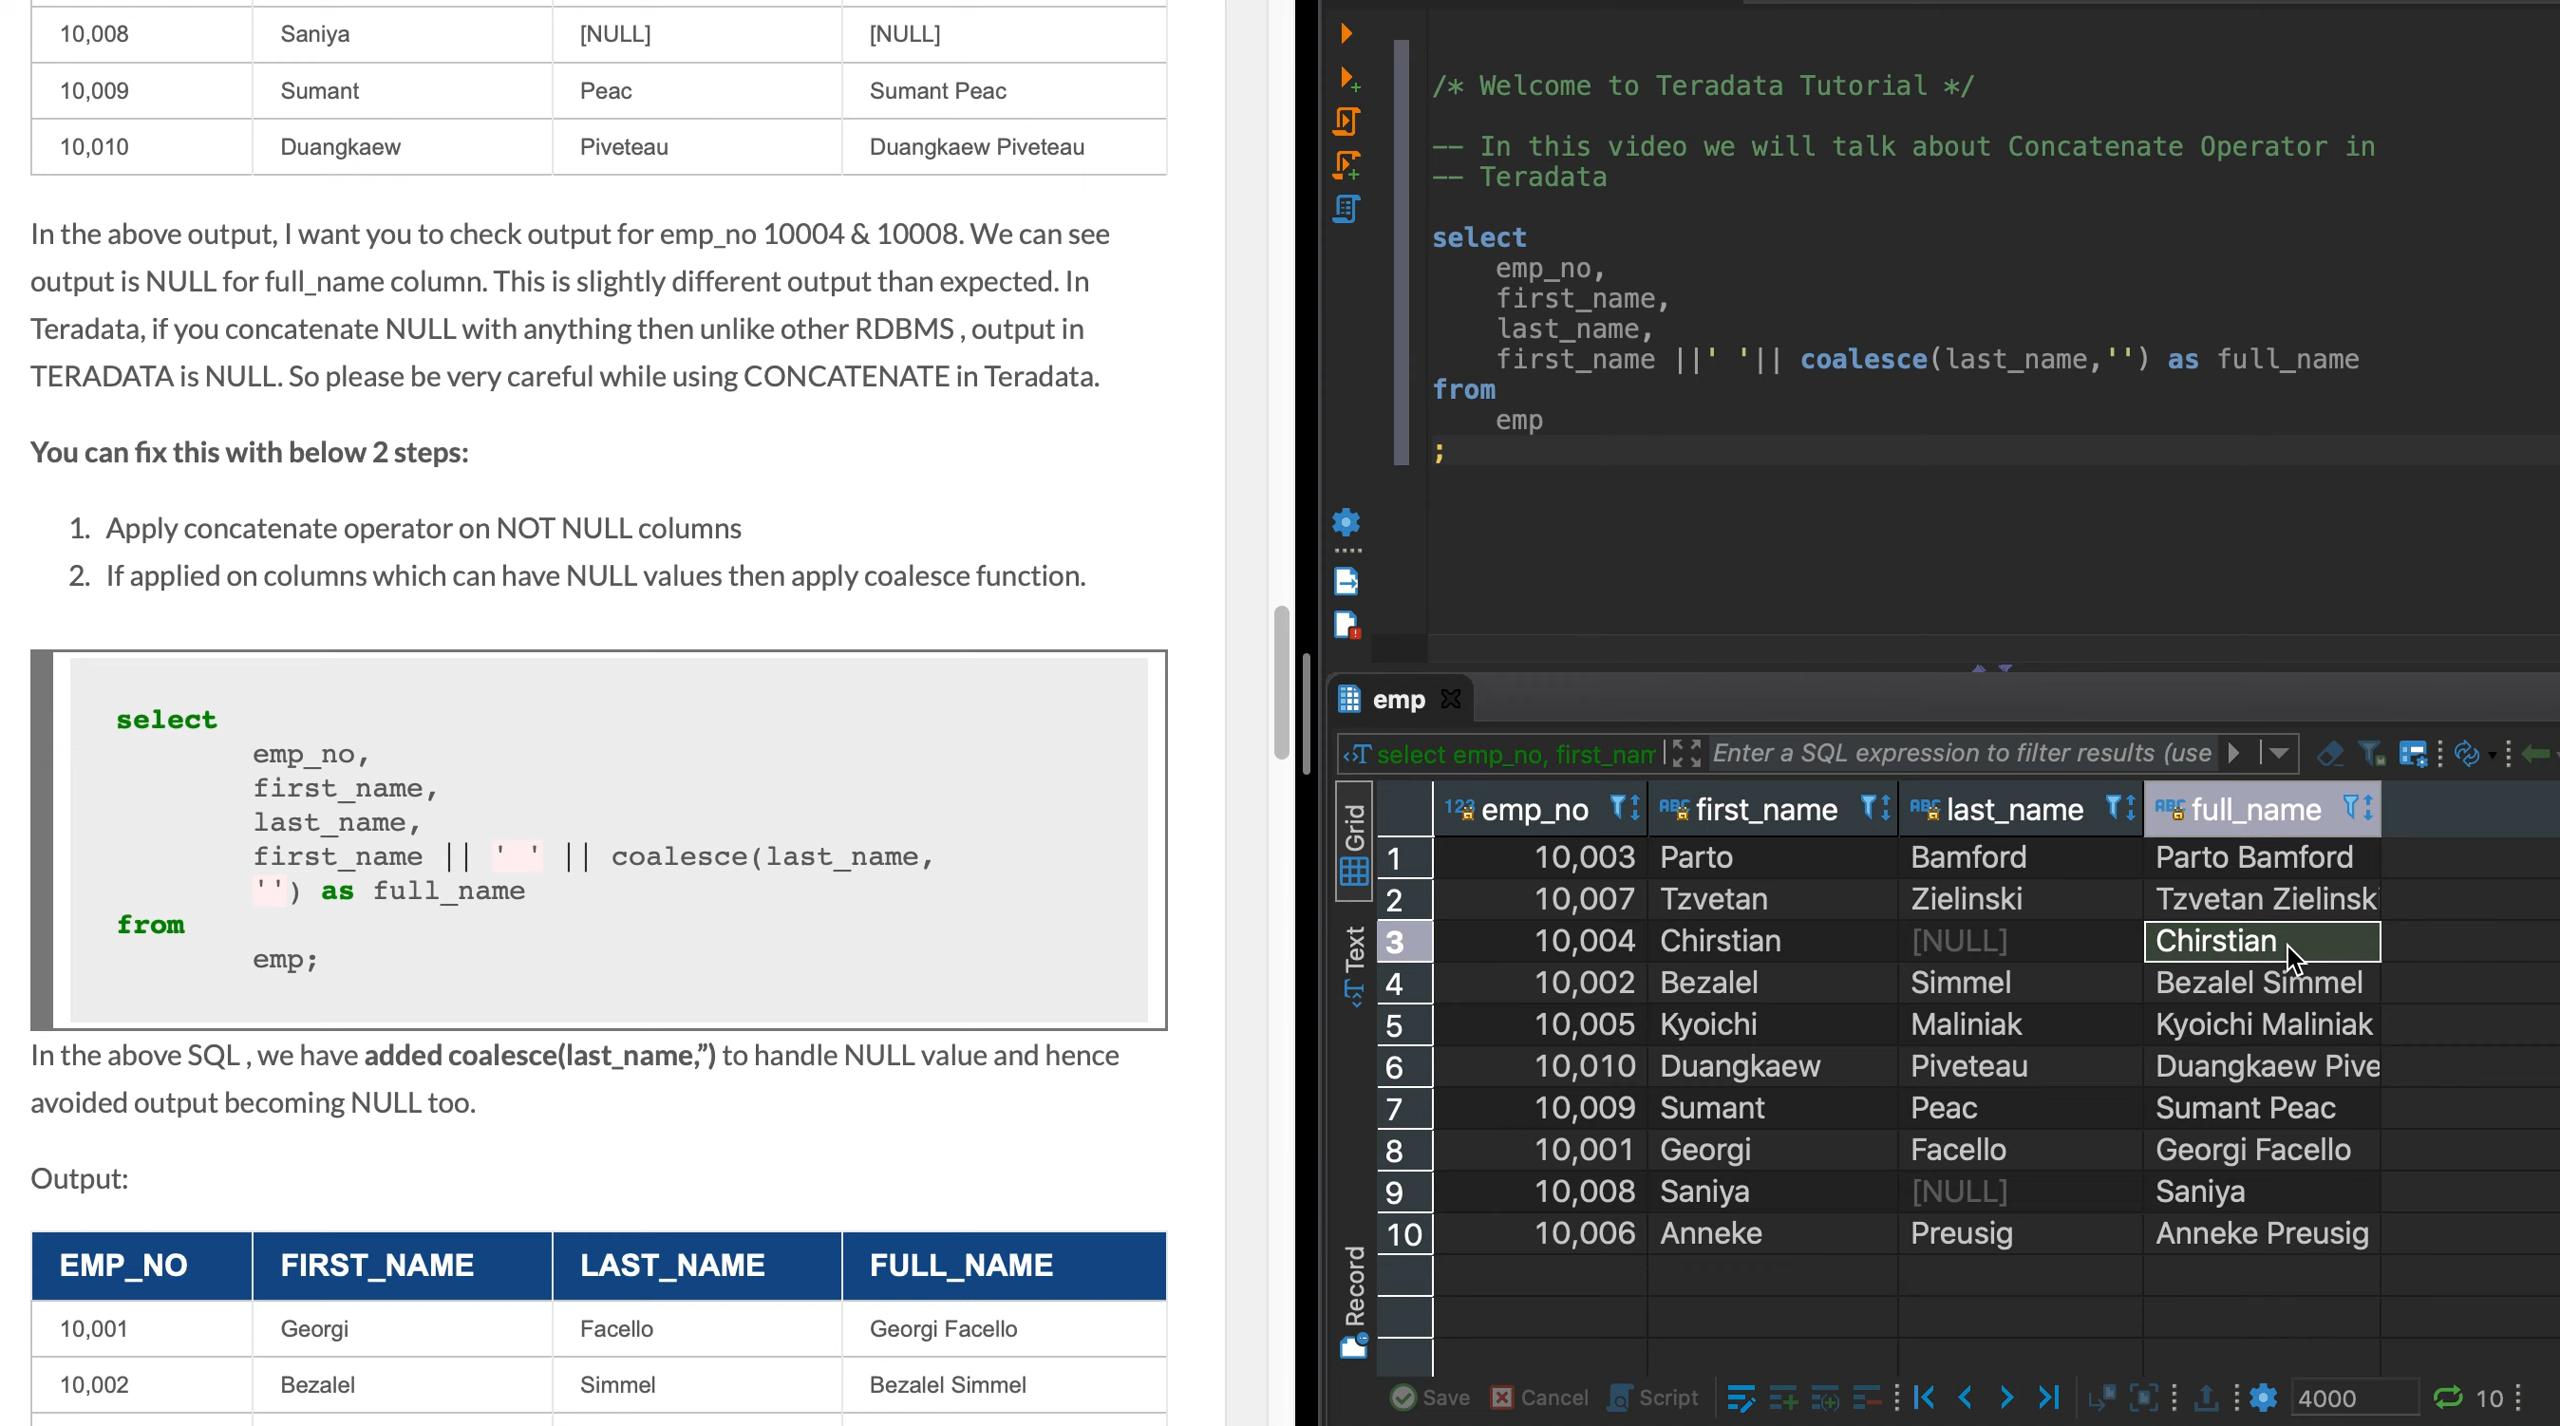 10,008 Saniya [NULL] [NULL]
10,009 Sumant Peac Sumant Peac
10,010 Duangkaew Piveteau Duangkaew Piveteau
In the above output, I want you to check output for emp_no 10004 & 10008. We can see
output is NULL for full_name column. This is slightly different output than expected. In
Teradata, if you concatenate NULL with anything then unlike other RDBMS , output in
TERADATA is NULL. So please be very careful while using CONCATENATE in Teradata.
You can fix this with below 2 steps:
1. Apply concatenate operator on NOT NULL columns
2. If applied on columns which can have NULL values then apply coalesce function.
select
emp_no,
first_name,
last_name,
first_name || ' ' || coalesce(last_name,
'') as full_name
from
emp;
In the above SQL , we have added coalesce(last_name,”) to handle NULL value and hence
avoided output becoming NULL too.
Output:
EMP_NO FIRST_NAME LAST_NAME FULL_NAME
10,001 Georgi Facello Georgi Facello
10,002 Bezalel Simmel Bezalel Simmel
/* Welcome to Teradata Tutorial */
-- In this video we will talk about Concatenate Operator in
-- Teradata
select
emp_no,
first_name,
last_name,
first_name ||' '|| coalesce(last_name,'') as full_name
from
emp
;
emp
select emp_no, first_nam Enter a SQL expression to filter results (use
Grid
Text
Record
123 emp_no ABC first_name ABC last_name ABC full_name
1 10,003 Parto Bamford Parto Bamford
2 10,007 Tzvetan Zielinski Tzvetan Zielinsk
3 10,004 Chirstian [NULL] Chirstian
4 10,002 Bezalel Simmel Bezalel Simmel
5 10,005 Kyoichi Maliniak Kyoichi Maliniak
6 10,010 Duangkaew Piveteau Duangkaew Pive
7 10,009 Sumant Peac Sumant Peac
8 10,001 Georgi Facello Georgi Facello
9 10,008 Saniya [NULL] Saniya
10 10,006 Anneke Preusig Anneke Preusig
Save Cancel Script 4000 10